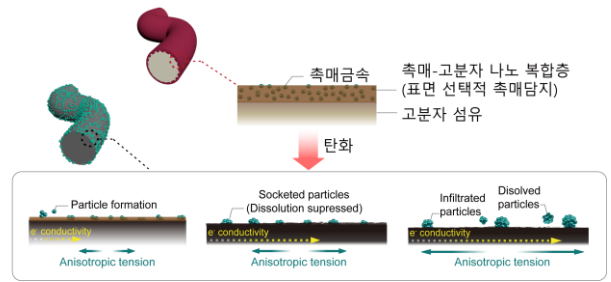 촉매금속
촉매-고분자 나노 복합층
(표면 선택적 촉매담지)
고분자 섬유
탄화
Particle formation
e⁻ conductivity
Anisotropic tension
Socketed particles
(Dissolution supressed)
e⁻ conductivity
Anisotropic tension
Infiltrated
particles
Disolved
particles
e⁻ conductivity
Anisotropic tension